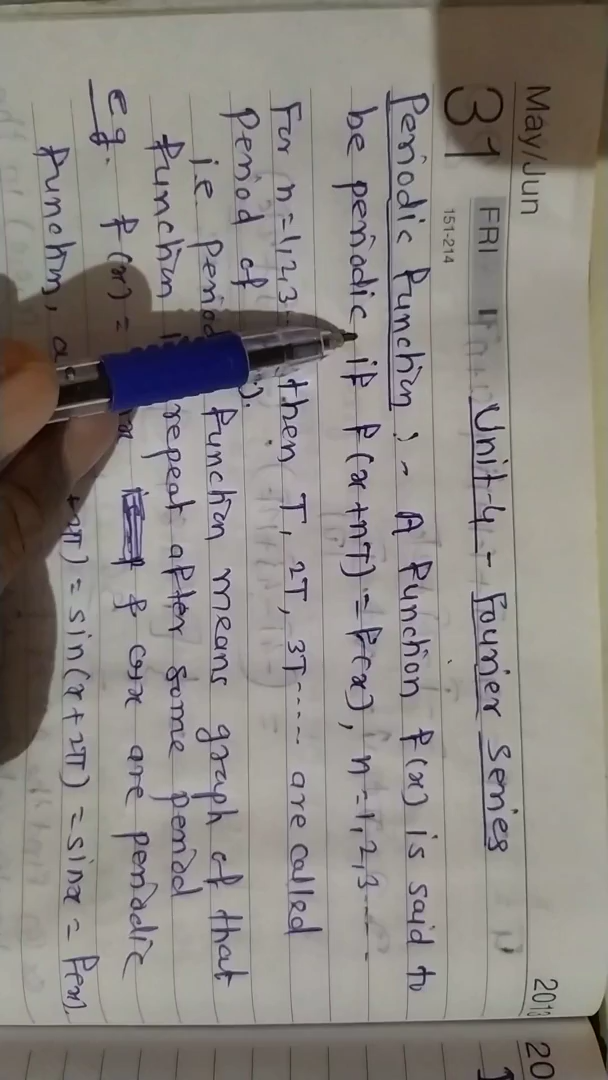 May/Jun 2013 20
31 FRI 151-214 Unit-4 :- Fourier Series
Periodic function :- A function f(x) is said to
be periodic if f(x+nT) = f(x), n=1,2,3----
For n=1,2,3 then T, 2T, 3T---- are called
period of
i.e. function means graph of that
function repeat after some period
e.g. f(x) = & cosx are periodic
function, +2π) = sin(x+2π) = sinx = f(x).